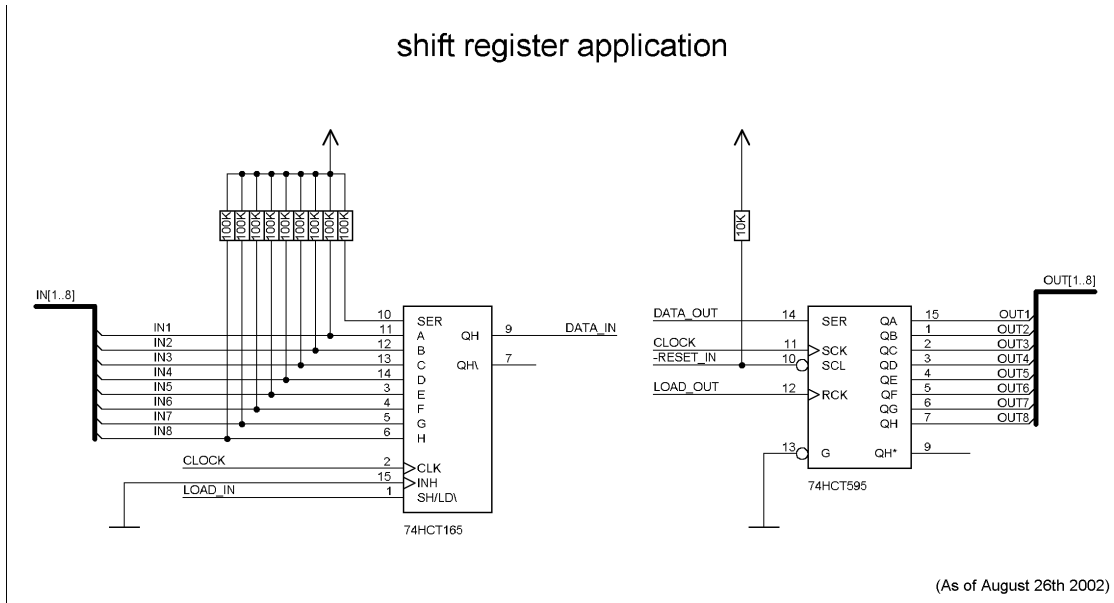 shift register application
100K 100K 100K 100K 100K 100K 100K 100K 100K
10K
IN[1..8]
IN1
IN2
IN3
IN4
IN5
IN6
IN7
IN8
CLOCK
LOAD_IN
10 SER
11 A
12 B
13 C
14 D
3 E
4 F
5 G
6 H
2 CLK
15 INH
1 SH/LD\
QH 9 DATA_IN
QH\ 7
74HCT165
DATA_OUT 14 SER
CLOCK 11 SCK
-RESET_IN 10 SCL
LOAD_OUT 12 RCK
13 G
OUT[1..8]
QA 15 OUT1
QB 1 OUT2
QC 2 OUT3
QD 3 OUT4
QE 4 OUT5
QF 5 OUT6
QG 6 OUT7
QH 7 OUT8
QH* 9
74HCT595
(As of August 26th 2002)